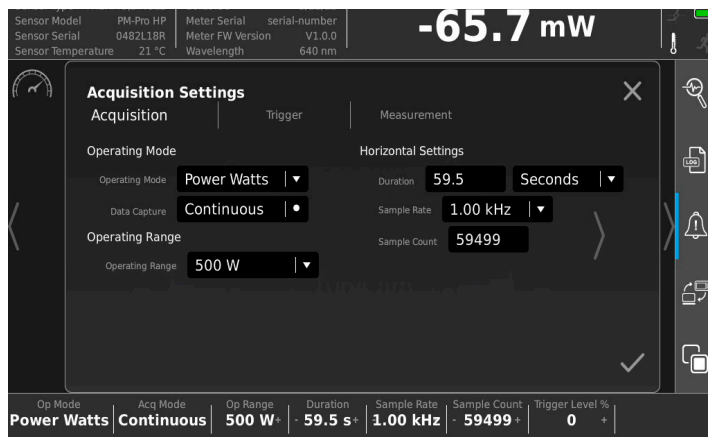 Sensor Model PM-Pro HP Meter Serial serial-number
Sensor Serial 0482L18R Meter FW Version V1.0.0
Sensor Temperature 21 °C Wavelength 640 nm
-65.7 mW
Acquisition Settings
Acquisition Trigger Measurement
Operating Mode Horizontal Settings
Operating Mode Power Watts Duration 59.5 Seconds
Data Capture Continuous Sample Rate 1.00 kHz
Operating Range Sample Count 59499
Operating Range 500 W
LOG
Op Mode Acq Mode Op Range Duration Sample Rate Sample Count Trigger Level %
Power Watts Continuous 500 W + - 59.5 s + 1.00 kHz - 59499 + 0 +